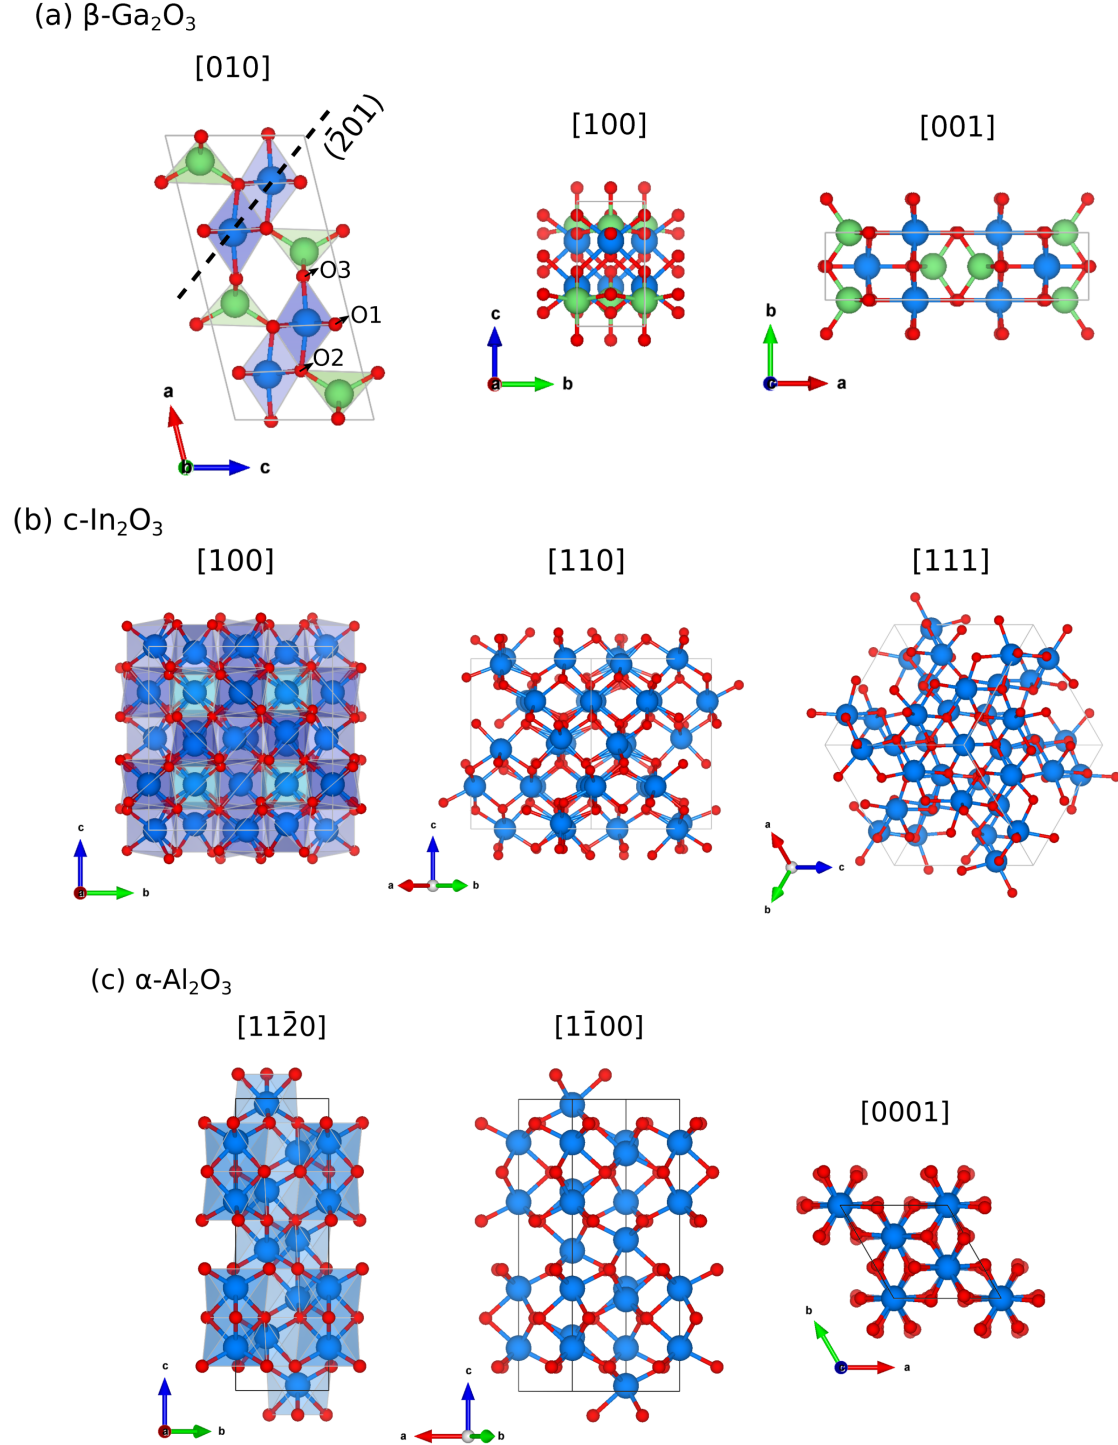 (a) β-Ga₂O₃
[010]
[100]
[001]
(2̄01)
O3
O1
O2
a
b
c
c
a
b
b
c
a
(b) c-In₂O₃
[100]
[110]
[111]
c
a
b
c
a
b
a
c
b
(c) α-Al₂O₃
[112̄0]
[11̄00]
[0001]
c
a
b
c
a
b
b
c
a